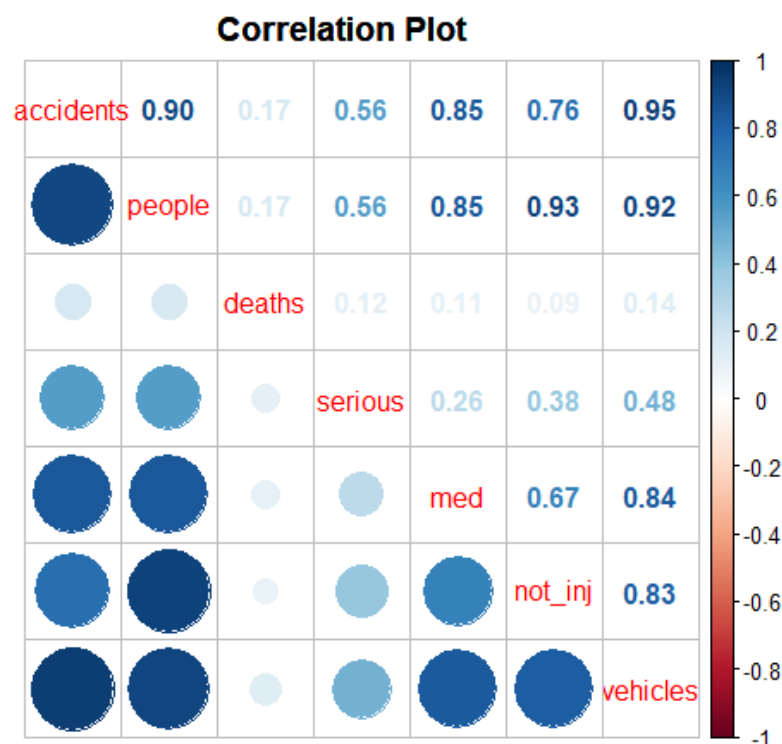 Correlation Plot
accidents 0.90 0.17 0.56 0.85 0.76 0.95
people 0.17 0.56 0.85 0.93 0.92
deaths 0.12 0.11 0.09 0.14
serious 0.26 0.38 0.48
med 0.67 0.84
not_inj 0.83
vehicles
1
0.8
0.6
0.4
0.2
0
-0.2
-0.4
-0.6
-0.8
-1